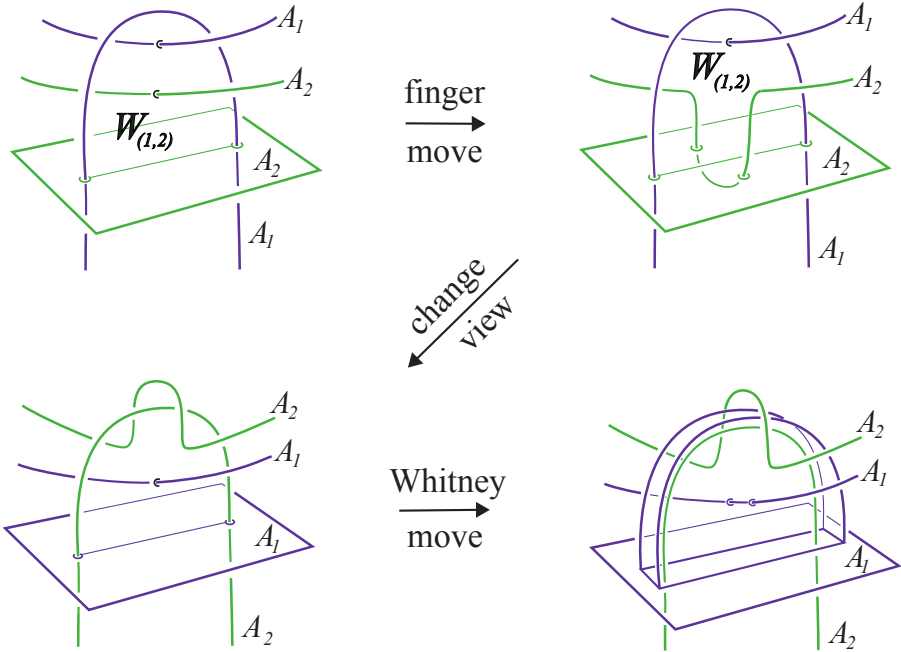 A₁
A₂
W₍₁,₂₎
A₂
A₁
finger
move
A₁
W₍₁,₂₎
A₂
A₂
A₁
change
view
A₂
A₁
A₁
A₂
Whitney
move
A₂
A₁
A₁
A₂